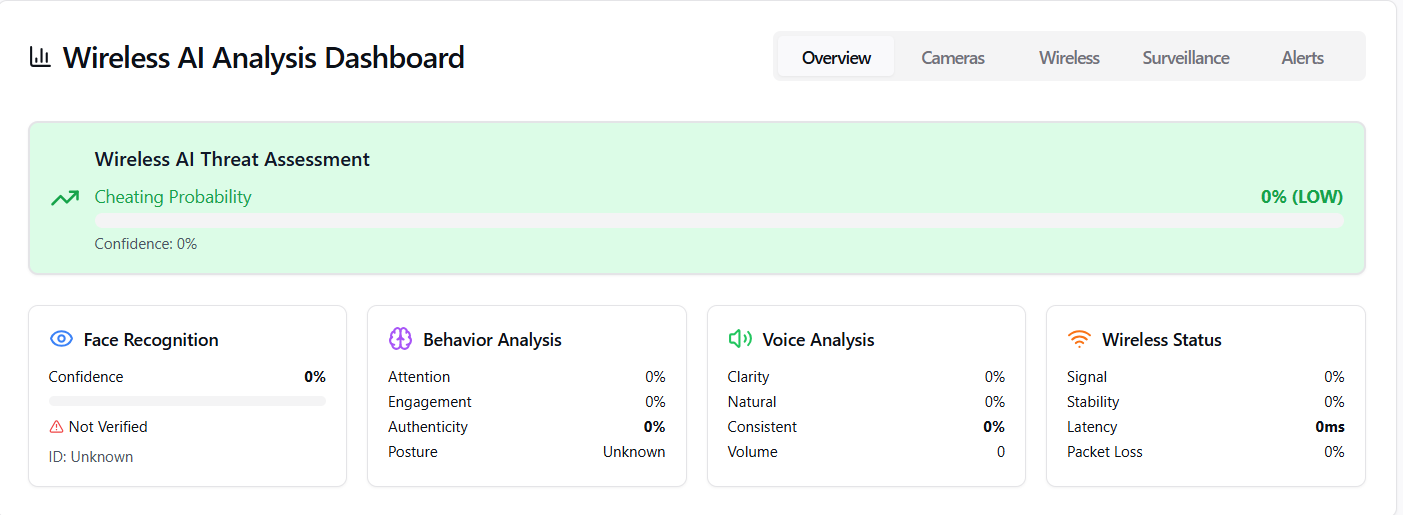 Wireless AI Analysis Dashboard
Overview Cameras Wireless Surveillance Alerts
Wireless AI Threat Assessment
Cheating Probability 0% (LOW)
Confidence: 0%
Face Recognition
Confidence 0%
Not Verified
ID: Unknown
Behavior Analysis
Attention 0%
Engagement 0%
Authenticity 0%
Posture Unknown
Voice Analysis
Clarity 0%
Natural 0%
Consistent 0%
Volume 0
Wireless Status
Signal 0%
Stability 0%
Latency 0ms
Packet Loss 0%